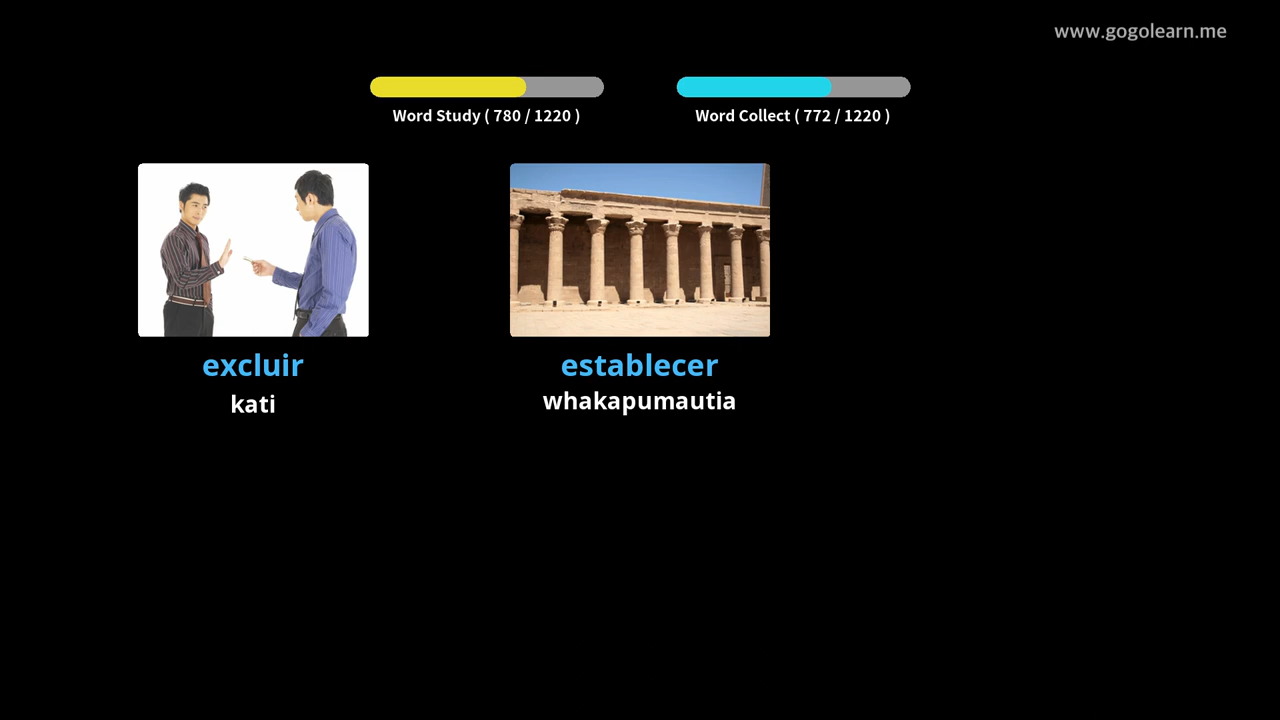 www.gogolearn.me
Word Study ( 780 / 1220 )
Word Collect ( 772 / 1220 )
excluir
kati
establecer
whakapumautia